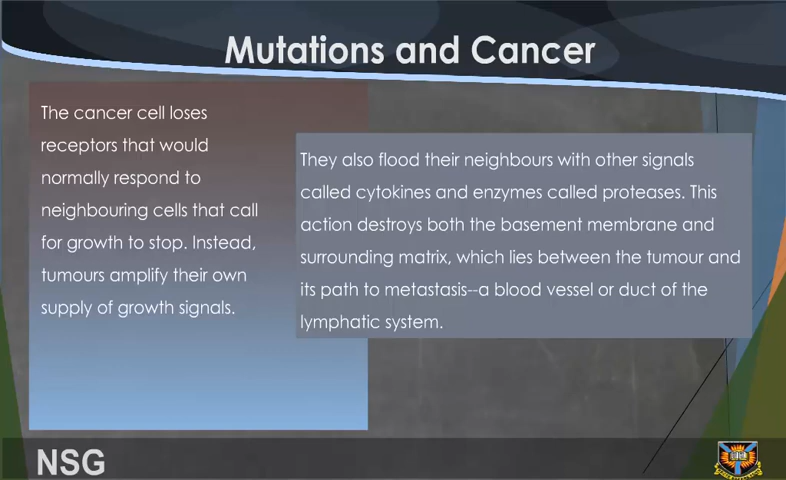 Mutations and Cancer
The cancer cell loses
receptors that would
normally respond to
neighbouring cells that call
for growth to stop. Instead,
tumours amplify their own
supply of growth signals.
They also flood their neighbours with other signals
called cytokines and enzymes called proteases. This
action destroys both the basement membrane and
surrounding matrix, which lies between the tumour and
its path to metastasis--a blood vessel or duct of the
lymphatic system.
NSG